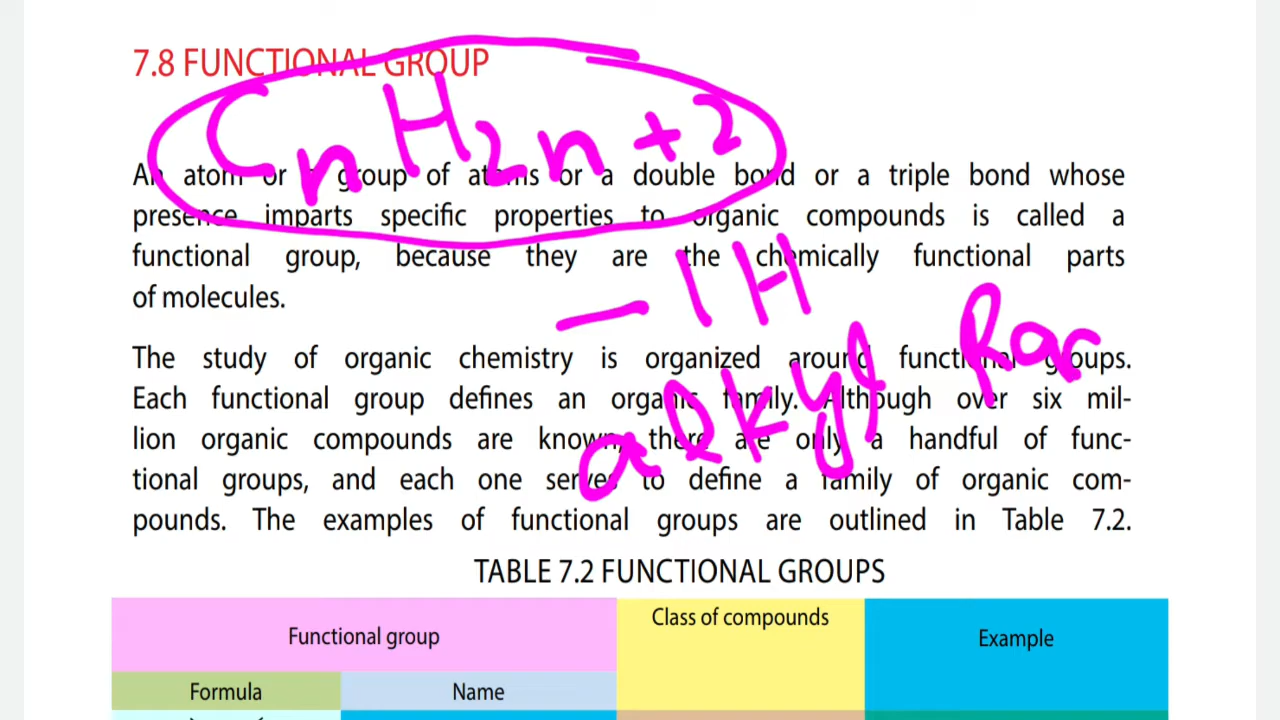 7.8 FUNCTIONAL GROUP
CnH2n+2
An atom or a group of atoms or a double bond or a triple bond whose
presence imparts specific properties to organic compounds is called a
functional group, because they are the chemically functional parts
of molecules.
– 1H
The study of organic chemistry is organized around functional groups.
Each functional group defines an organic family. Although over six mil-
lion organic compounds are known, there are only a handful of func-
tional groups, and each one serves to define a family of organic com-
pounds. The examples of functional groups are outlined in Table 7.2.
alkyl
TABLE 7.2 FUNCTIONAL GROUPS
Functional group
Class of compounds
Example
Formula
Name